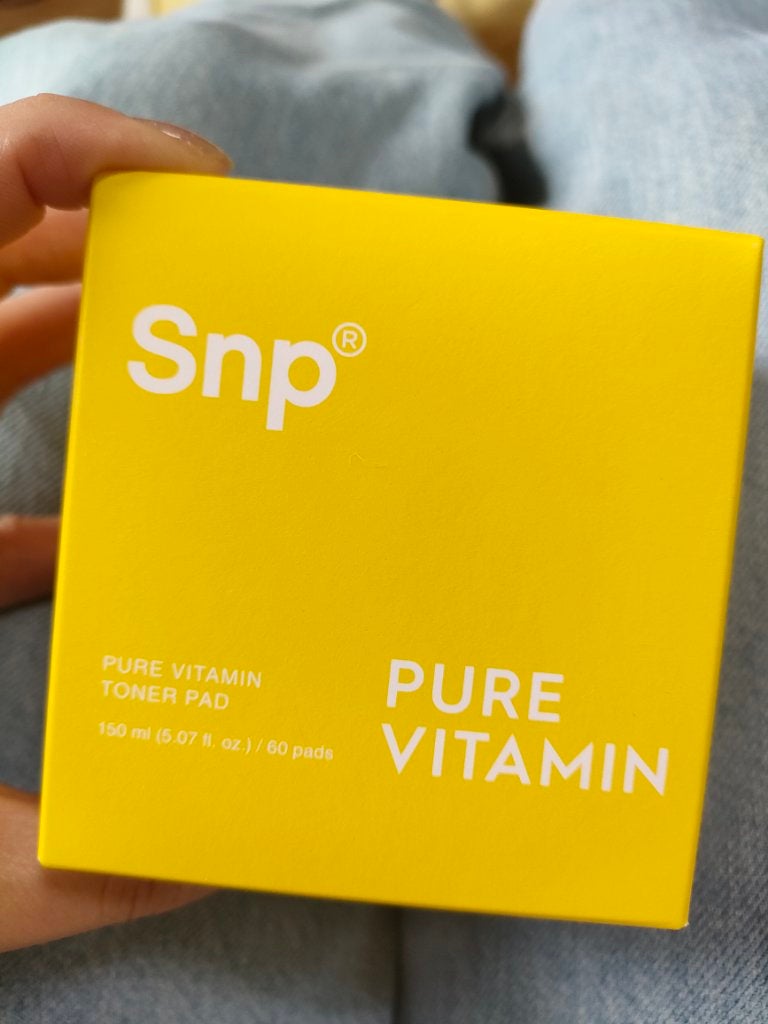 Snp®
PURE VITAMIN
TONER PAD
150 ml (5.07 fl. oz.) / 60 pads
PURE
VITAMIN